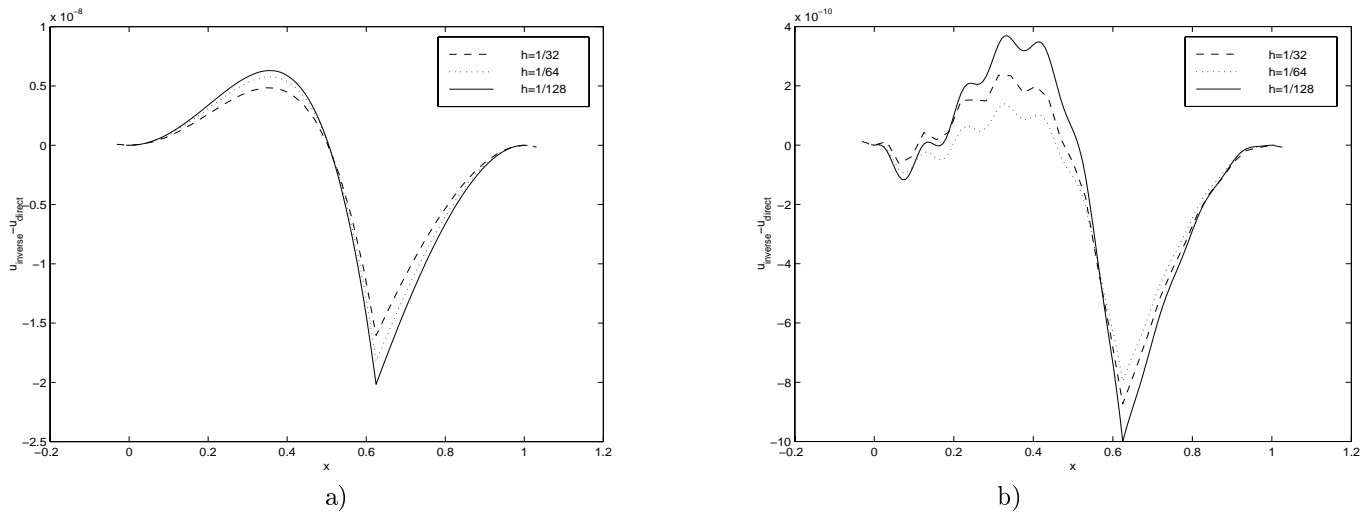 x 10⁻⁸
1
0.5
0
−0.5
−1
−1.5
−2
−2.5
u_inverse−u_direct
h=1/32
h=1/64
h=1/128
−0.2 0 0.2 0.4 0.6 0.8 1 1.2
x
a)
x 10⁻¹⁰
4
2
0
−2
−4
−6
−8
−10
u_inverse−u_direct
h=1/32
h=1/64
h=1/128
−0.2 0 0.2 0.4 0.6 0.8 1 1.2
x
b)